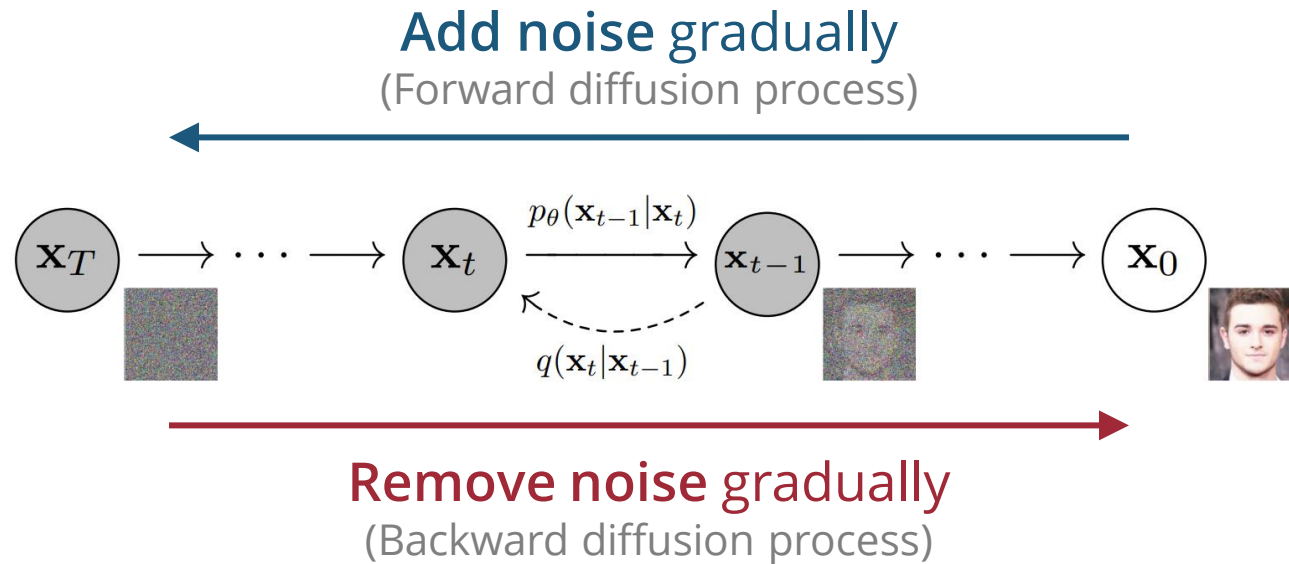 Add noise gradually
(Forward diffusion process)
p_θ(x_{t−1}|x_t)
x_T → ··· → x_t → x_{t−1} → ··· → x_0
q(x_t|x_{t−1})
Remove noise gradually
(Backward diffusion process)